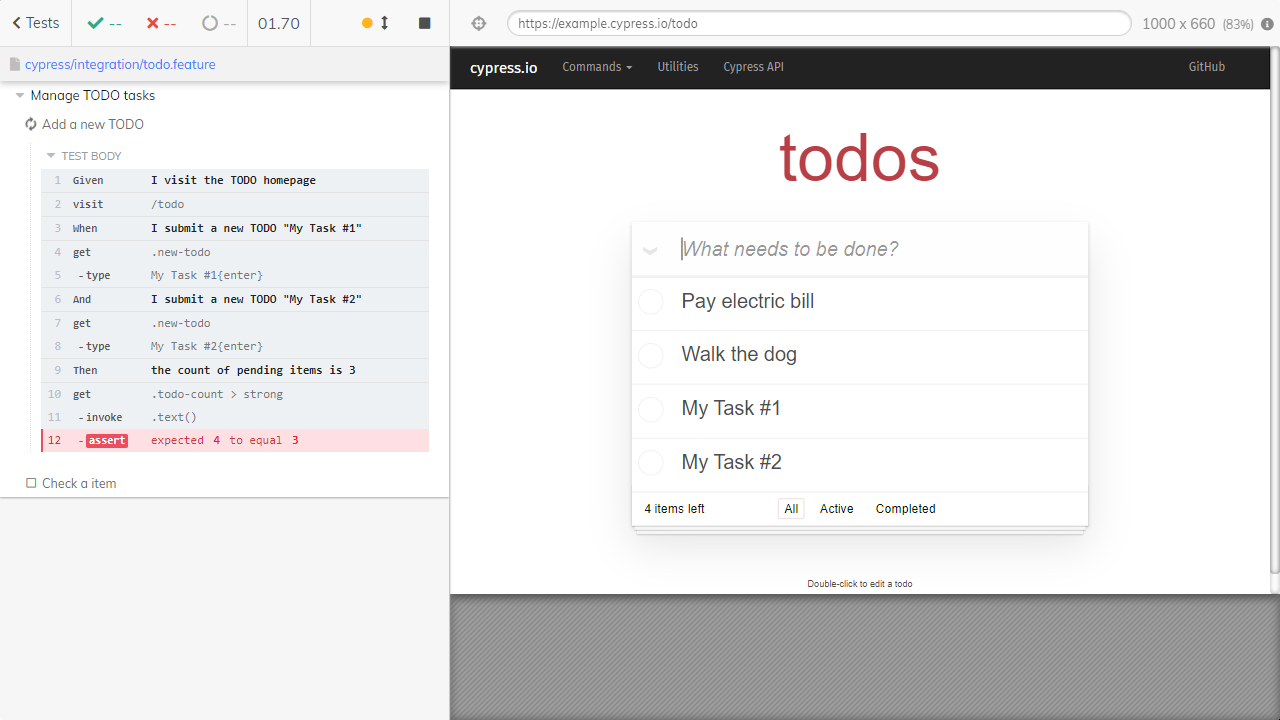 Tests -- -- -- 01.70
https://example.cypress.io/todo 1000 x 660 (83%)
cypress/integration/todo.feature
Manage TODO tasks
Add a new TODO
TEST BODY
1 Given I visit the TODO homepage
2 visit /todo
3 When I submit a new TODO "My Task #1"
4 get .new-todo
5 -type My Task #1{enter}
6 And I submit a new TODO "My Task #2"
7 get .new-todo
8 -type My Task #2{enter}
9 Then the count of pending items is 3
10 get .todo-count > strong
11 -invoke .text()
12 -assert expected 4 to equal 3
Check a item
cypress.io Commands Utilities Cypress API GitHub
todos
What needs to be done?
Pay electric bill
Walk the dog
My Task #1
My Task #2
4 items left All Active Completed
Double-click to edit a todo